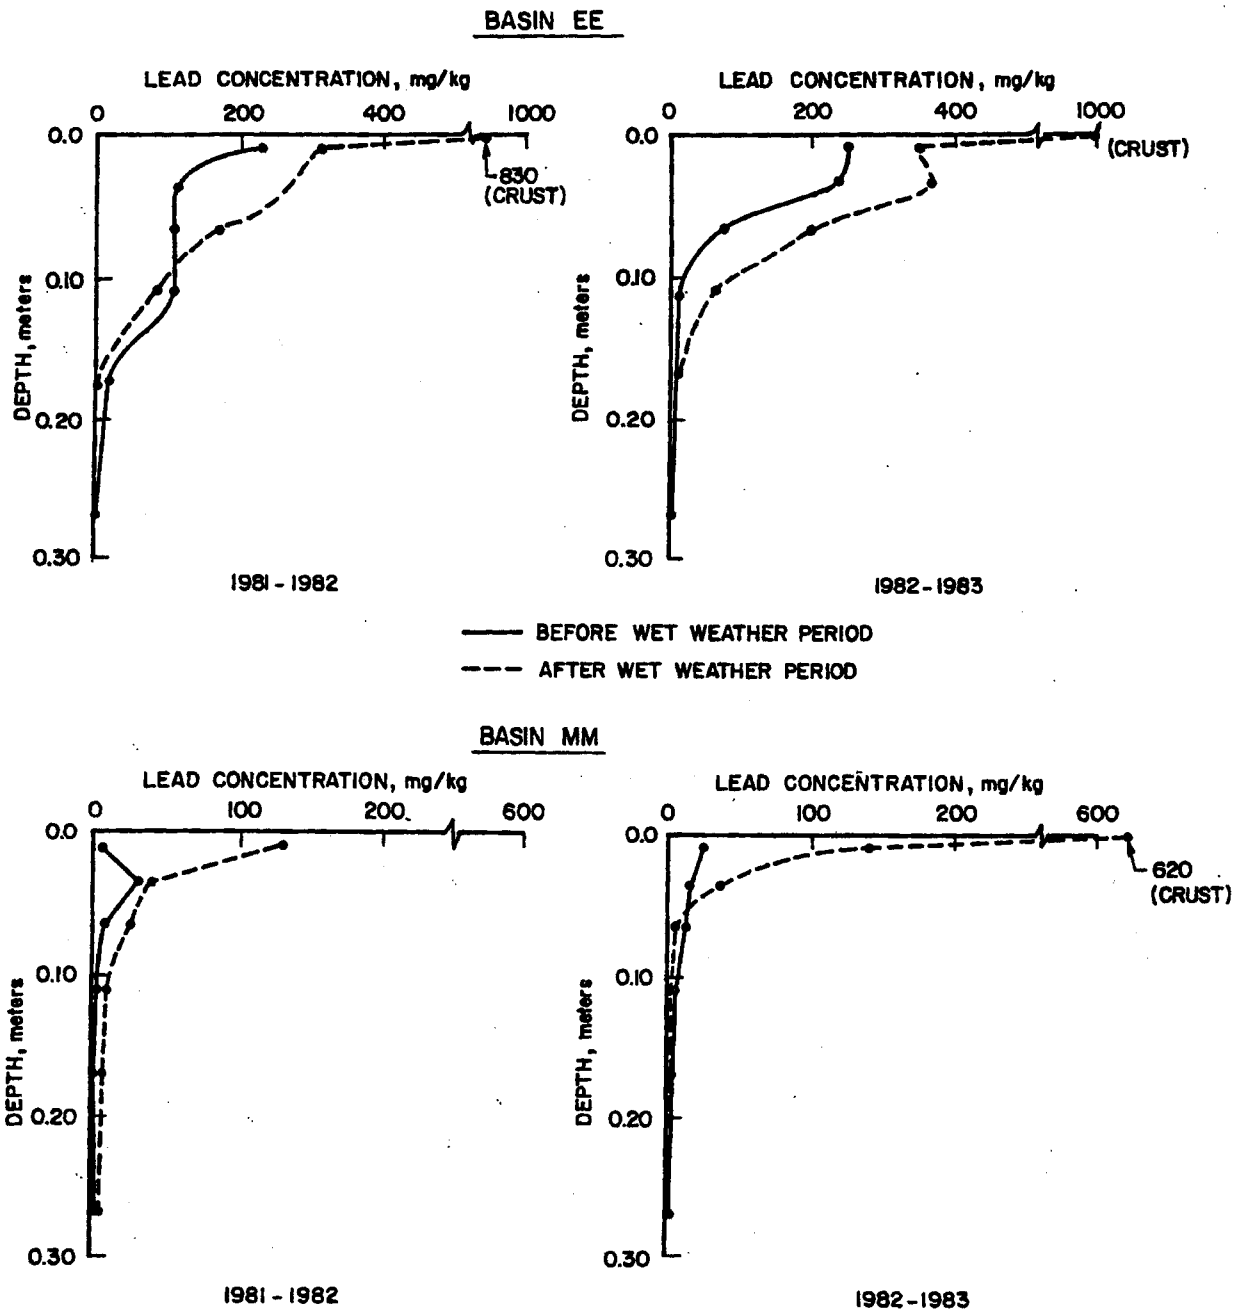 BASIN EE
LEAD CONCENTRATION, mg/kg
0 200 400 1000
0.0
0.10
0.20
0.30
DEPTH, meters
830
(CRUST)
1981-1982
LEAD CONCENTRATION, mg/kg
0 200 400 1000
0.0
0.10
0.20
0.30
DEPTH, meters
(CRUST)
1982-1983
BEFORE WET WEATHER PERIOD
AFTER WET WEATHER PERIOD
BASIN MM
LEAD CONCENTRATION, mg/kg
0 100 200 600
0.0
0.10
0.20
0.30
DEPTH, meters
1981-1982
LEAD CONCENTRATION, mg/kg
0 100 200 600
0.0
0.10
0.20
0.30
DEPTH, meters
620
(CRUST)
1982-1983